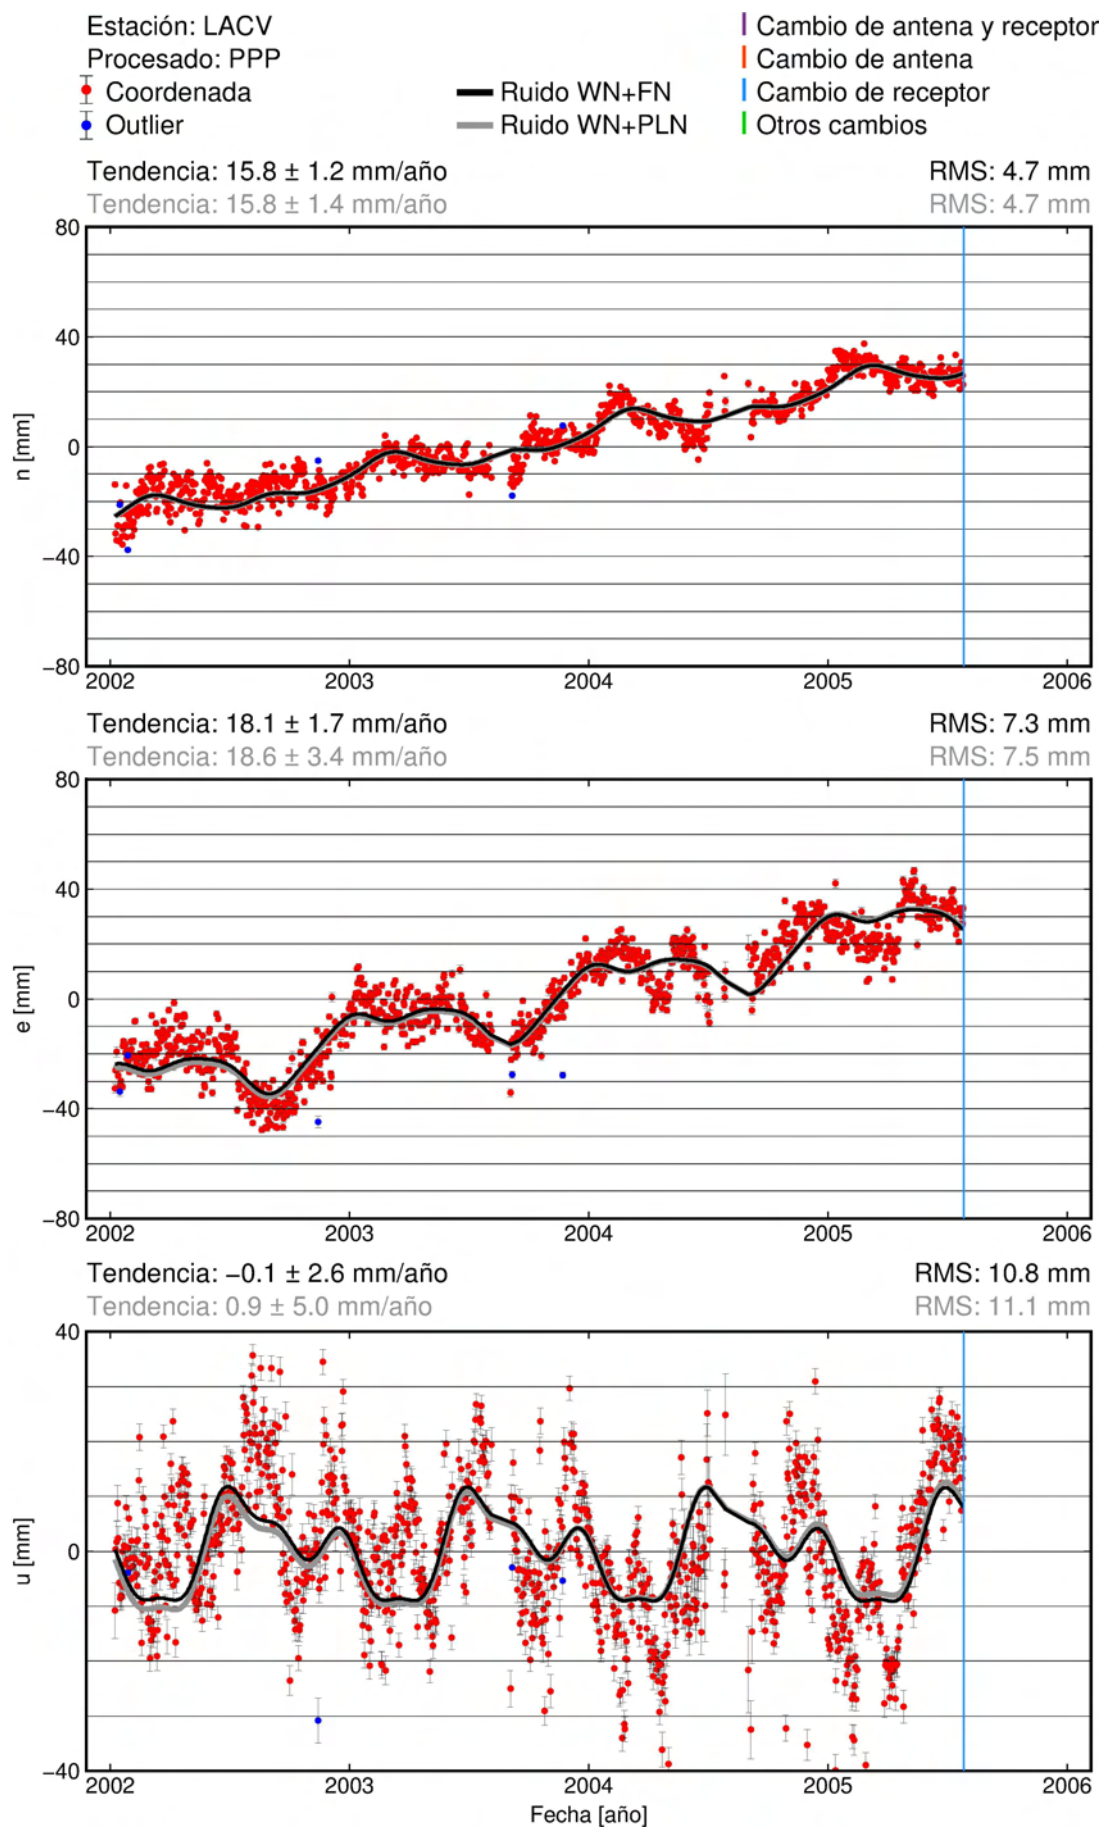 Estación: LACV
Procesado: PPP
Coordenada
Outlier
Ruido WN+FN
Ruido WN+PLN
Cambio de antena y receptor
Cambio de antena
Cambio de receptor
Otros cambios
Tendencia: 15.8 ± 1.2 mm/año RMS: 4.7 mm
Tendencia: 15.8 ± 1.4 mm/año RMS: 4.7 mm
80
40
0
−40
−80
n [mm]
2002 2003 2004 2005 2006
Tendencia: 18.1 ± 1.7 mm/año RMS: 7.3 mm
Tendencia: 18.6 ± 3.4 mm/año RMS: 7.5 mm
80
40
0
−40
−80
e [mm]
2002 2003 2004 2005 2006
Tendencia: −0.1 ± 2.6 mm/año RMS: 10.8 mm
Tendencia: 0.9 ± 5.0 mm/año RMS: 11.1 mm
40
20
0
−20
−40
u [mm]
2002 2003 2004 2005 2006
Fecha [año]